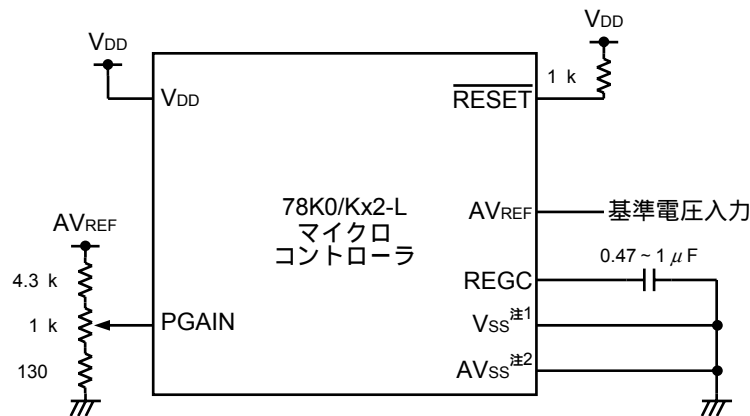 VDD
VDD
AVREF
4.3 k
1 k
130
VDD
PGAIN
78K0/Kx2-L
マイクロ
コントローラ
RESET
AVREF
REGC
VSS注1
AVSS注2
VDD
1 k
基準電圧入力
0.47 ~ 1 μF